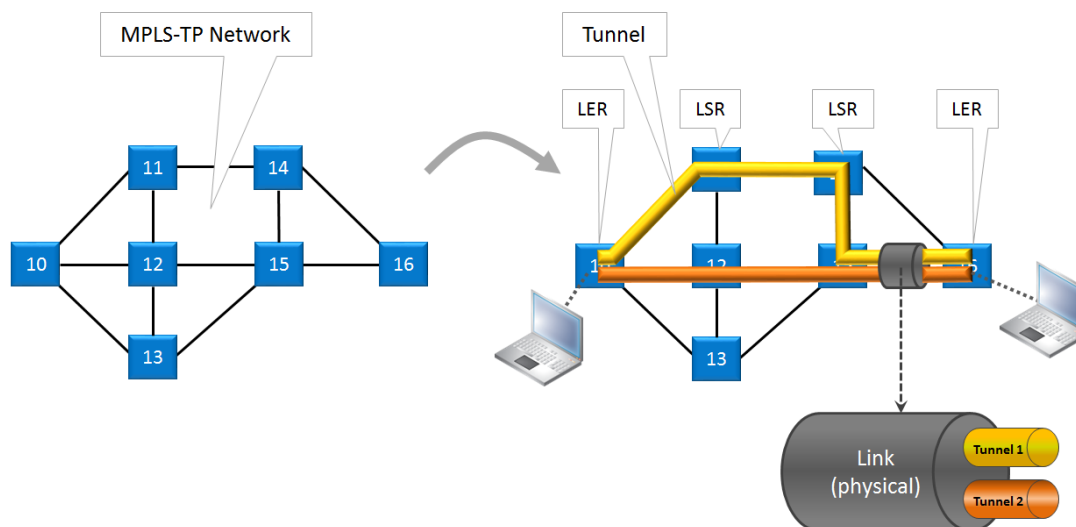 MPLS-TP Network
Tunnel
LER
LSR
LSR
LER
11
14
10
12
15
16
13
13
Link
(physical)
Tunnel 1
Tunnel 2